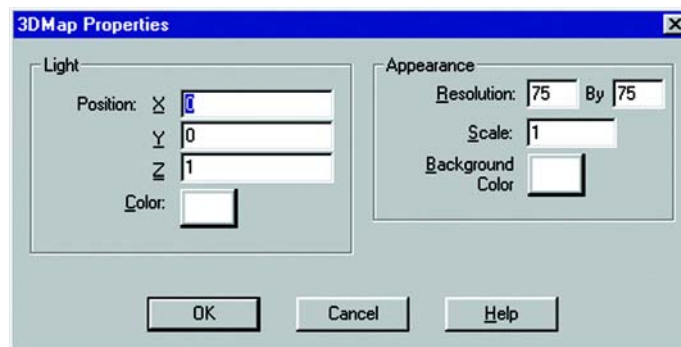 3DMap Properties
Light
Position: X 0
Y 0
Z 1
Color:
Appearance
Resolution: 75 By 75
Scale: 1
Background
Color
OK Cancel Help